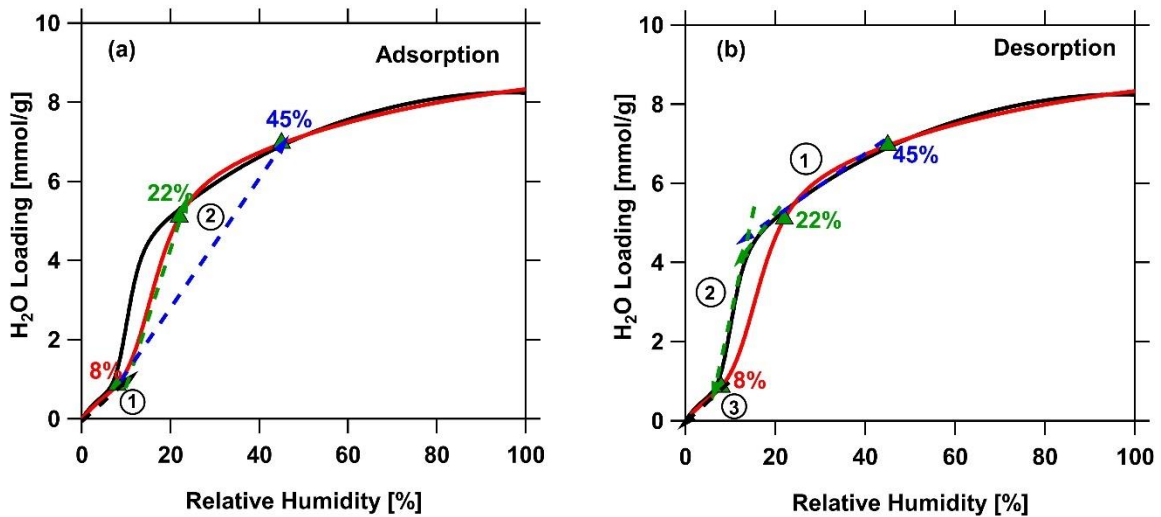 (a)
Adsorption
H₂O Loading [mmol/g]
10
8
6
4
2
0
45%
22%
2
8%
1
0 20 40 60 80 100
Relative Humidity [%]
(b)
Desorption
H₂O Loading [mmol/g]
10
8
6
4
2
0
1
45%
22%
2
8%
3
0 20 40 60 80 100
Relative Humidity [%]